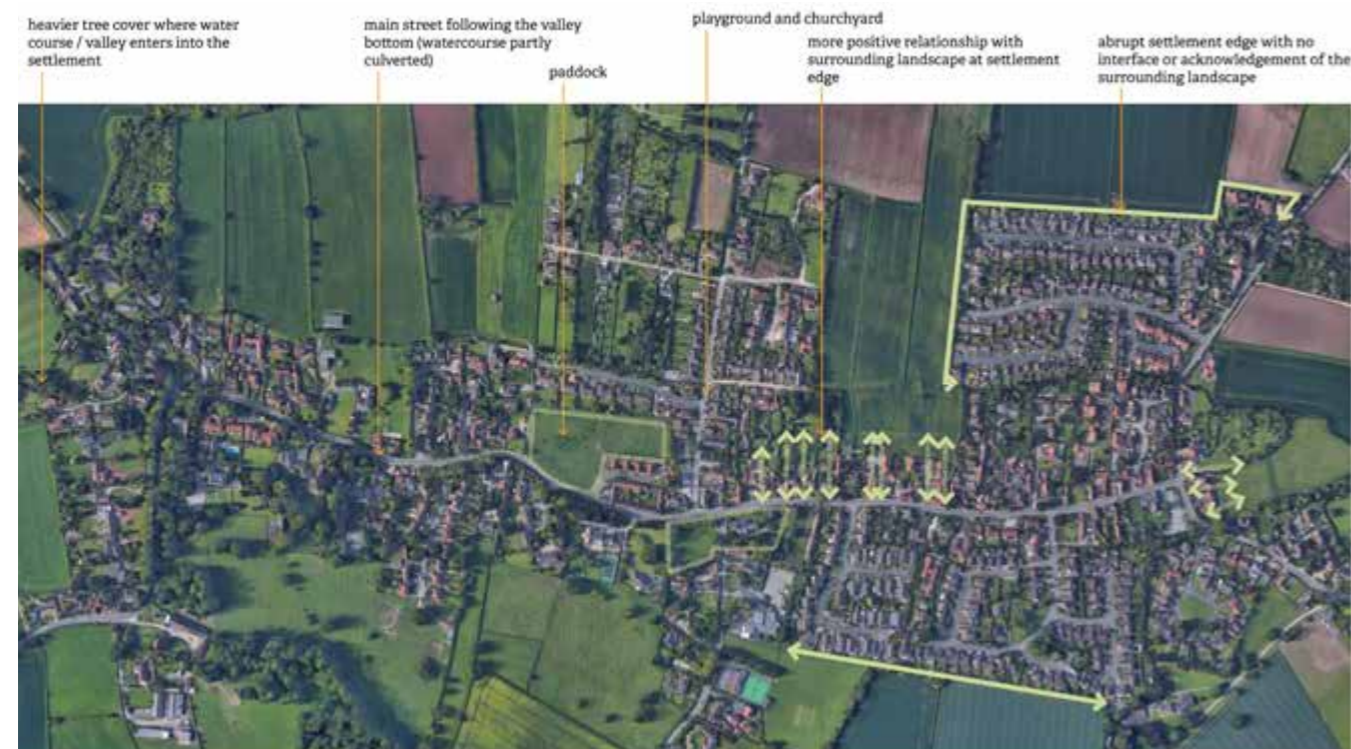 heavier tree cover where water
course / valley enters into the
settlement
main street following the valley
bottom (watercourse partly
culverted)
paddock
playground and churchyard
more positive relationship with
surrounding landscape at settlement
edge
abrupt settlement edge with no
interface or acknowledgement of the
surrounding landscape